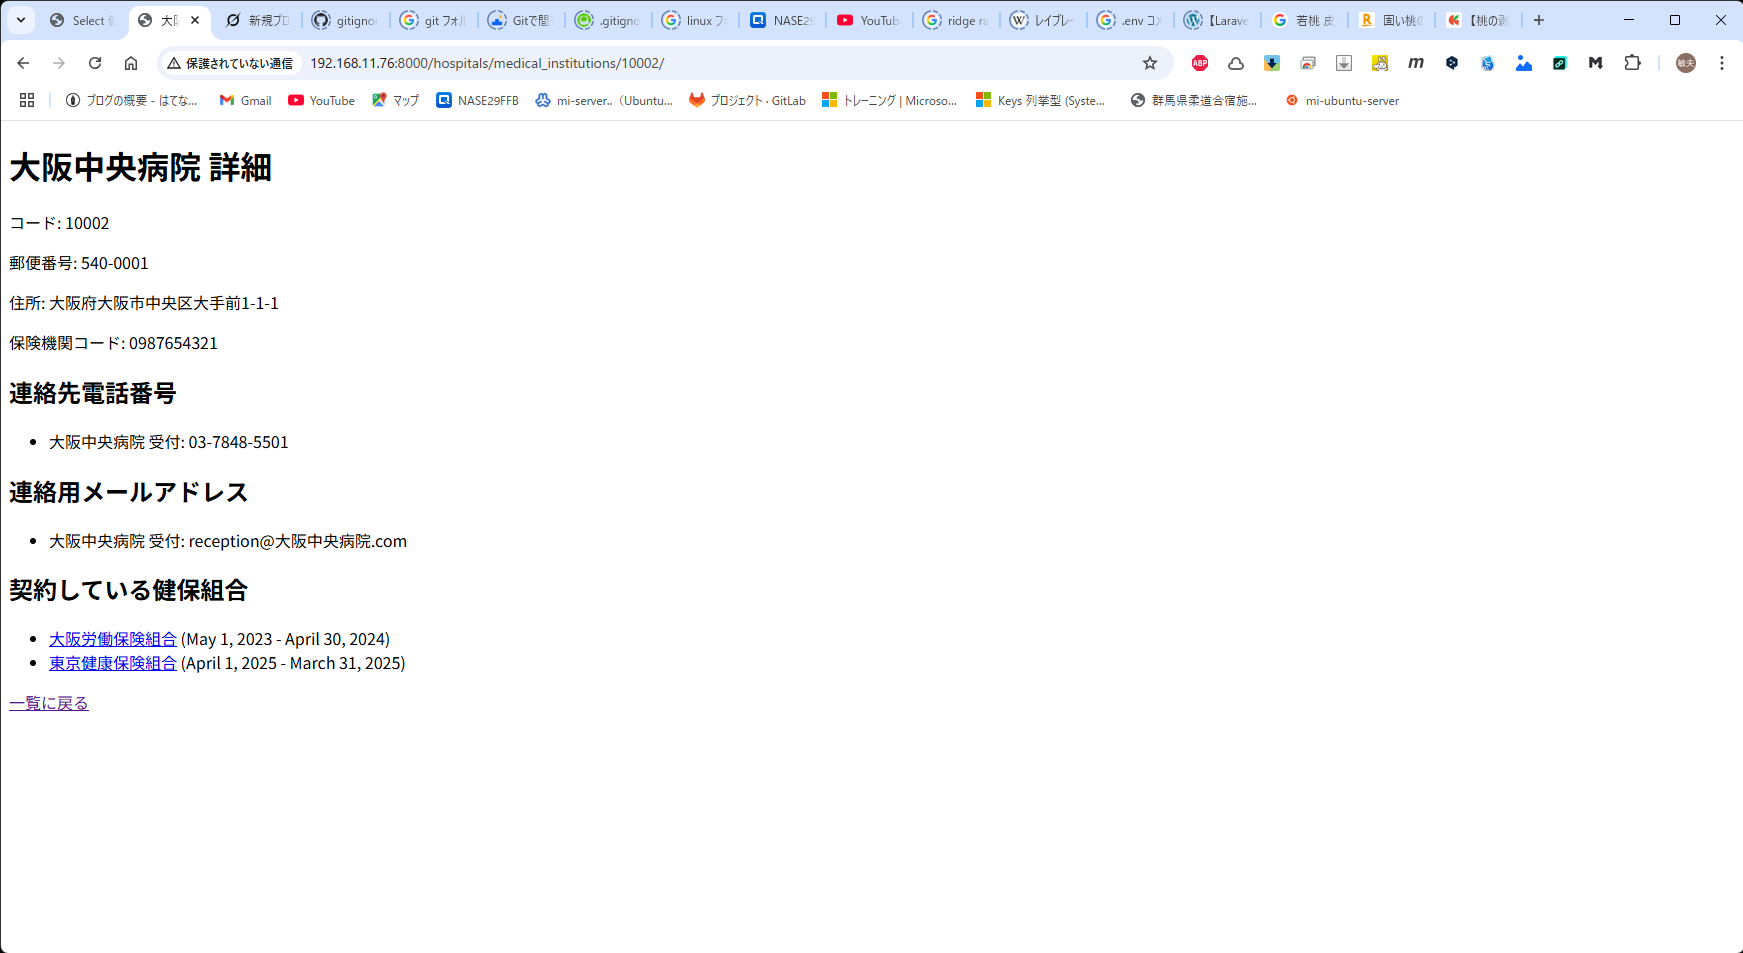 Select
大阪
新規プロ
gitigno
git フォル
Gitで間
.gitigno
linux フ
NASE29
YouTube
ridge ra
レイブレー
.env コメ
【Larave
若桃 皮
固い桃の
【桃の剥
保護されていない通信 192.168.11.76:8000/hospitals/medical_institutions/10002/
ABP
敏夫
ブログの概要 - はてな...
Gmail
YouTube
マップ
NASE29FFB
mi-server..（Ubuntu...
プロジェクト · GitLab
トレーニング | Microso...
Keys 列挙型 (Syste...
群馬県柔道合宿施...
mi-ubuntu-server
大阪中央病院 詳細
コード: 10002
郵便番号: 540-0001
住所: 大阪府大阪市中央区大手前1-1-1
保険機関コード: 0987654321
連絡先電話番号
大阪中央病院 受付: 03-7848-5501
連絡用メールアドレス
大阪中央病院 受付: reception@大阪中央病院.com
契約している健保組合
大阪労働保険組合 (May 1, 2023 - April 30, 2024)
東京健康保険組合 (April 1, 2025 - March 31, 2025)
一覧に戻る